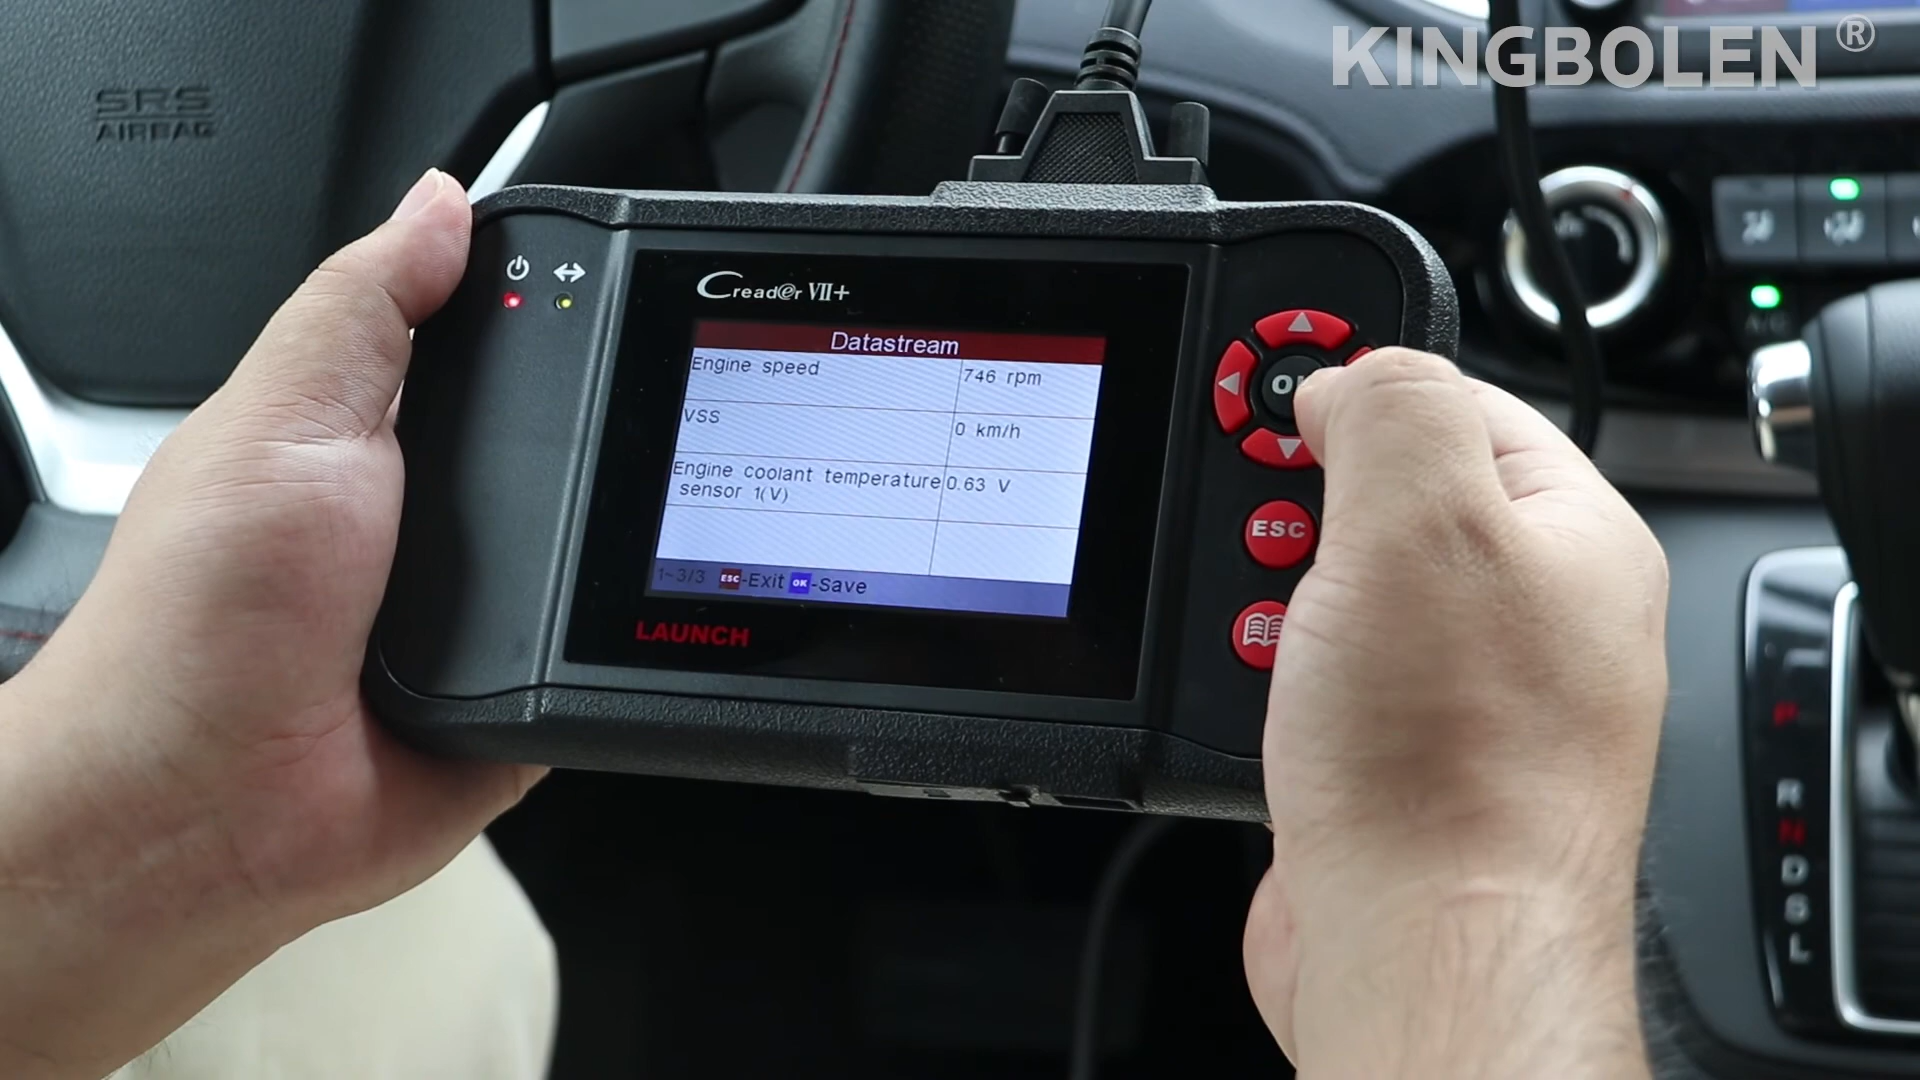 KINGBOLEN ®
SRS
AIRBAG
Creader VII+
Datastream
Engine speed 746 rpm
VSS 0 km/h
Engine coolant temperature 0.63 V
sensor 1(V)
1~3/3 ESC-Exit OK-Save
LAUNCH
ESC
A/C
P
R
N
D
S
L